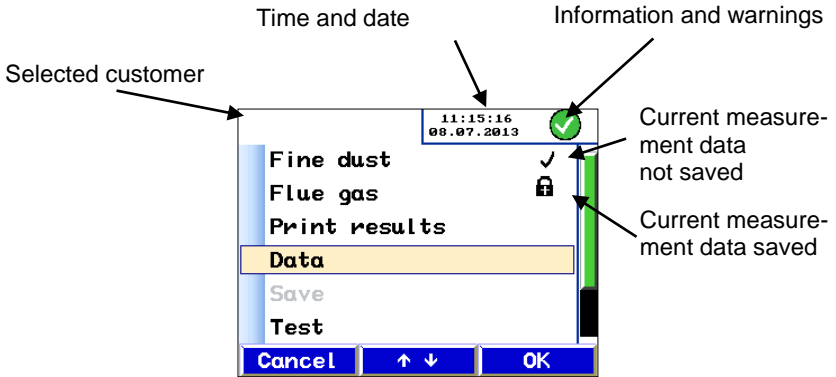 Time and date
Information and warnings
Selected customer
11:15:16
08.07.2013
Current measure-
ment data
not saved
Fine dust
Flue gas
Print results
Current measure-
ment data saved
Data
Save
Test
Cancel ↑ ↓ OK